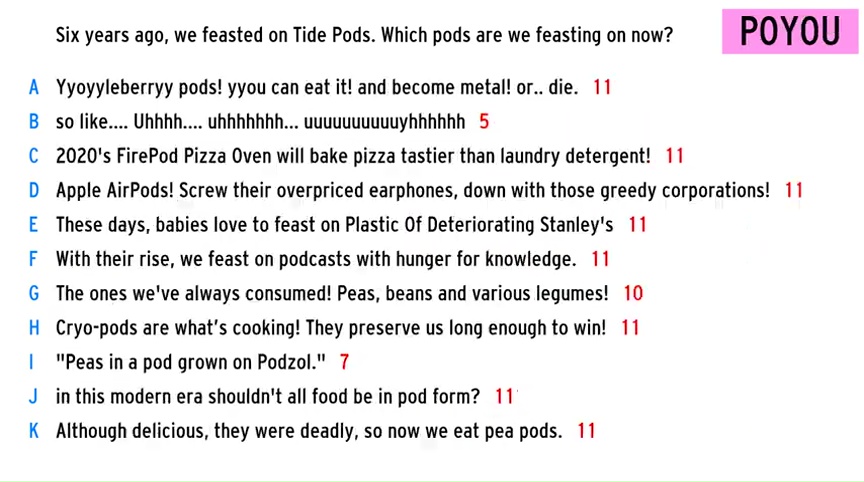 Six years ago, we feasted on Tide Pods. Which pods are we feasting on now?
POYOU
A Yyoyyleberryy pods! yyou can eat it! and become metal! or.. die. 11
B so like.... Uhhhh.... uhhhhhhh... uuuuuuuuuuyhhhhhh 5
C 2020's FirePod Pizza Oven will bake pizza tastier than laundry detergent! 11
D Apple AirPods! Screw their overpriced earphones, down with those greedy corporations! 11
E These days, babies love to feast on Plastic Of Deteriorating Stanley's 11
F With their rise, we feast on podcasts with hunger for knowledge. 11
G The ones we've always consumed! Peas, beans and various legumes! 10
H Cryo-pods are what's cooking! They preserve us long enough to win! 11
I "Peas in a pod grown on Podzol." 7
J in this modern era shouldn't all food be in pod form? 11
K Although delicious, they were deadly, so now we eat pea pods. 11